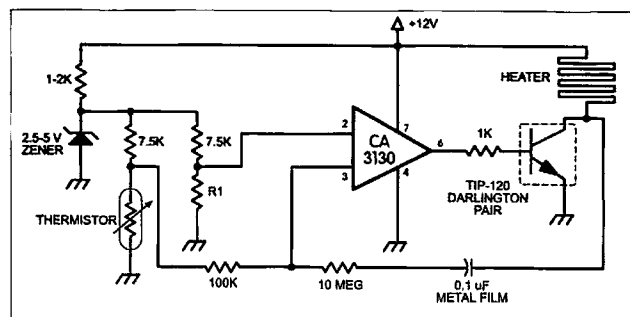 +12V
1-2K
HEATER
2.5-5 V
ZENER
7.5K
7.5K
2
7
CA
3130
6
1K
3
4
R1
TIP-120
DARLINGTON
PAIR
THERMISTOR
100K
10 MEG
0.1 uF
METAL FILM